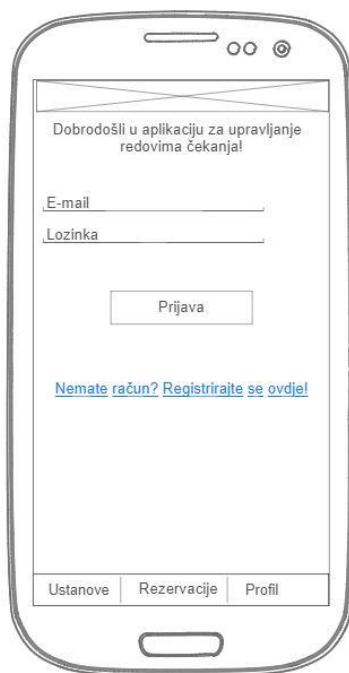 Dobrodošli u aplikaciju za upravljanje
redovima čekanja!
E-mail
Lozinka
Prijava
Nemate račun? Registrirajte se ovdje!
Ustanove Rezervacije Profil